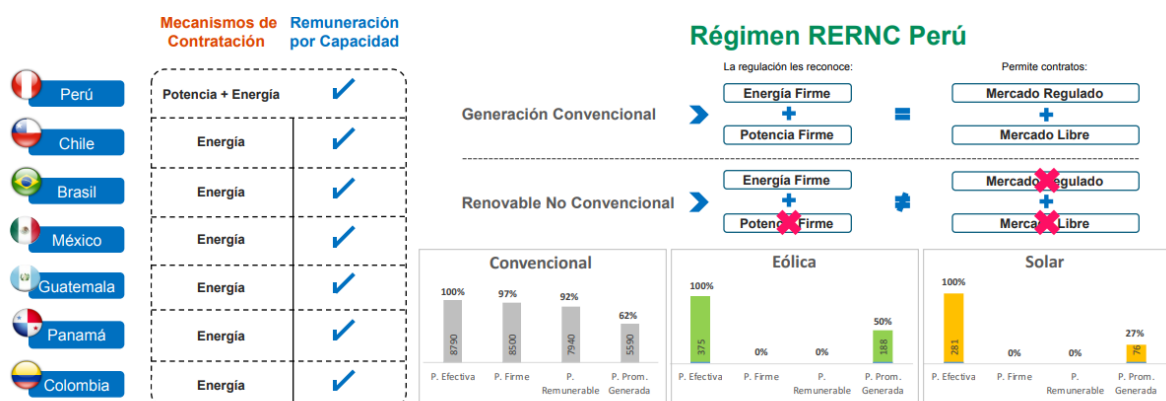 Mecanismos de Contratación
Remuneración por Capacidad
Perú
Potencia + Energía
Chile
Energía
Brasil
Energía
México
Energía
Guatemala
Energía
Panamá
Energía
Colombia
Energía
Régimen RERNC Perú
La regulación les reconoce:
Permite contratos:
Generación Convencional
Energía Firme
+
Potencia Firme
=
Mercado Regulado
+
Mercado Libre
Renovable No Convencional
Energía Firme
+
Potencia Firme
≠
Mercado Regulado
+
Mercado Libre
Convencional
100%
97%
92%
62%
8790
8500
7940
5590
P. Efectiva
P. Firme
P. Remunerable
P. Prom. Generada
Eólica
100%
0%
0%
50%
375
188
P. Efectiva
P. Firme
P. Remunerable
P. Prom. Generada
Solar
100%
0%
0%
27%
281
76
P. Efectiva
P. Firme
P. Remunerable
P. Prom. Generada